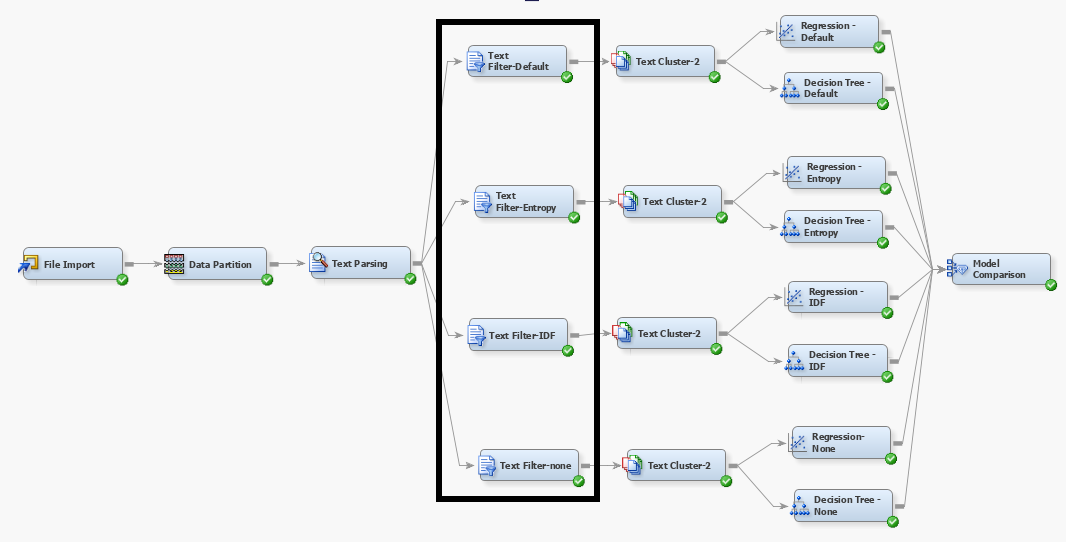 File Import
Data Partition
Text Parsing
Text
Filter-Default
Text
Filter-Entropy
Text Filter-IDF
Text Filter-none
Text Cluster-2
Text Cluster-2
Text Cluster-2
Text Cluster-2
Regression -
Default
Decision Tree -
Default
Regression -
Entropy
Decision Tree -
Entropy
Regression -
IDF
Decision Tree -
IDF
Regression-
None
Decision Tree -
None
Model
Comparison